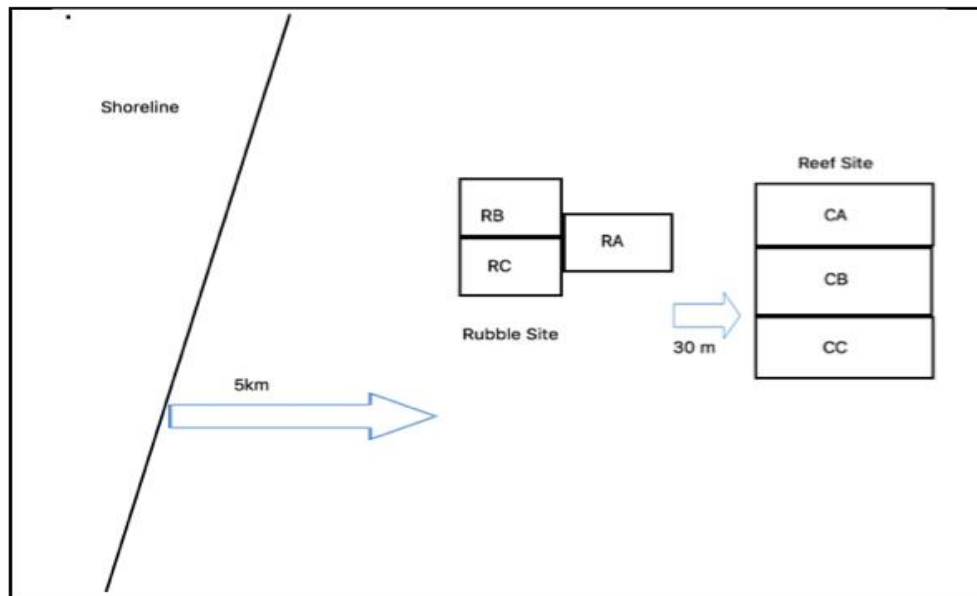 Shoreline
Reef Site
CA
RB
RA
RC
CB
Rubble Site
30 m
CC
5km